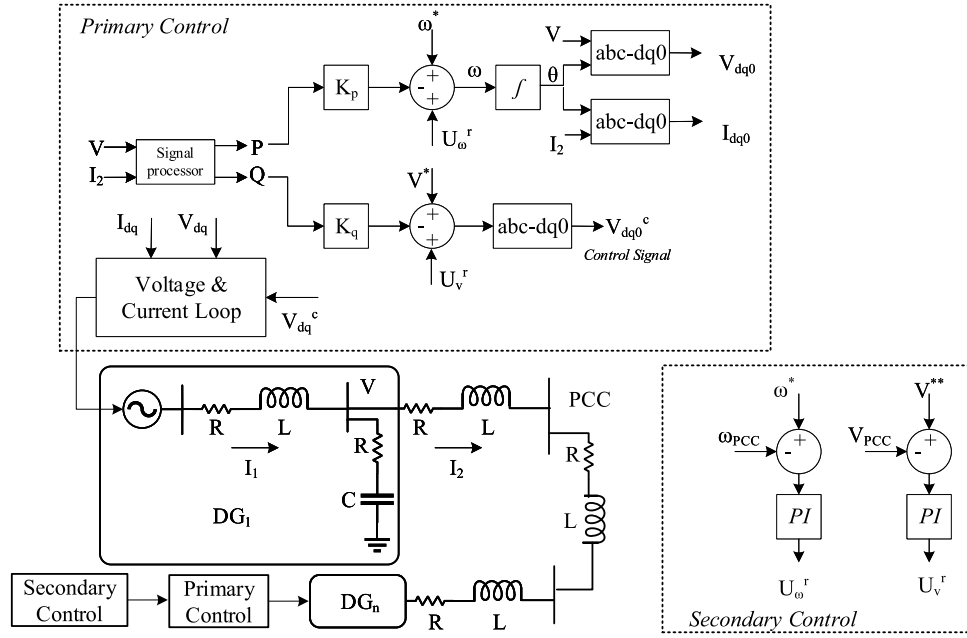 Primary Control
ω*
V
abc-dq0
V_dq0
K_p
- + +
ω
∫
θ
U_ω^r
I_2
abc-dq0
I_dq0
V
I_2
Signal
processor
P
Q
V*
K_q
- + +
abc-dq0
V_dq0^c
Control Signal
U_v^r
I_dq
V_dq
Voltage &
Current Loop
V_dq^c
R
L
I_1
V
R
C
DG_1
R
L
I_2
PCC
R
L
Secondary
Control
Primary
Control
DG_n
R
L
ω*
V**
ω_PCC
- +
V_PCC
- +
PI
PI
U_ω^r
U_v^r
Secondary Control